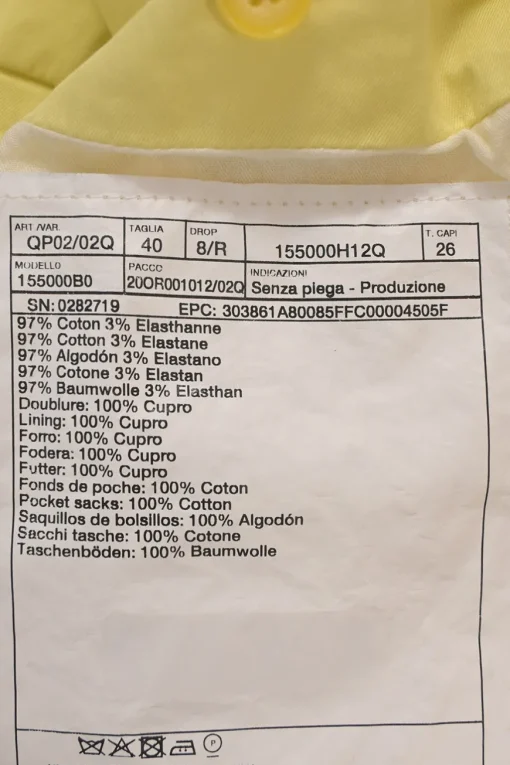 ART./VAR. TAGLIA DROP T. CAPI
QP02/02Q 40 8/R 155000H12Q 26
MODELLO PACCO INDICAZIONI
155000B0 20OR001012/02Q Senza piega - Produzione
SN: 0282719 EPC: 303861A80085FFC00004505F
97% Coton 3% Elasthanne
97% Cotton 3% Elastane
97% Algodón 3% Elastano
97% Cotone 3% Elastan
97% Baumwolle 3% Elasthan
Doublure: 100% Cupro
Lining: 100% Cupro
Forro: 100% Cupro
Fodera: 100% Cupro
Futter: 100% Cupro
Fonds de poche: 100% Coton
Pocket sacks: 100% Cotton
Saquillos de bolsillos: 100% Algodón
Sacchi tasche: 100% Cotone
Taschenböden: 100% Baumwolle
P